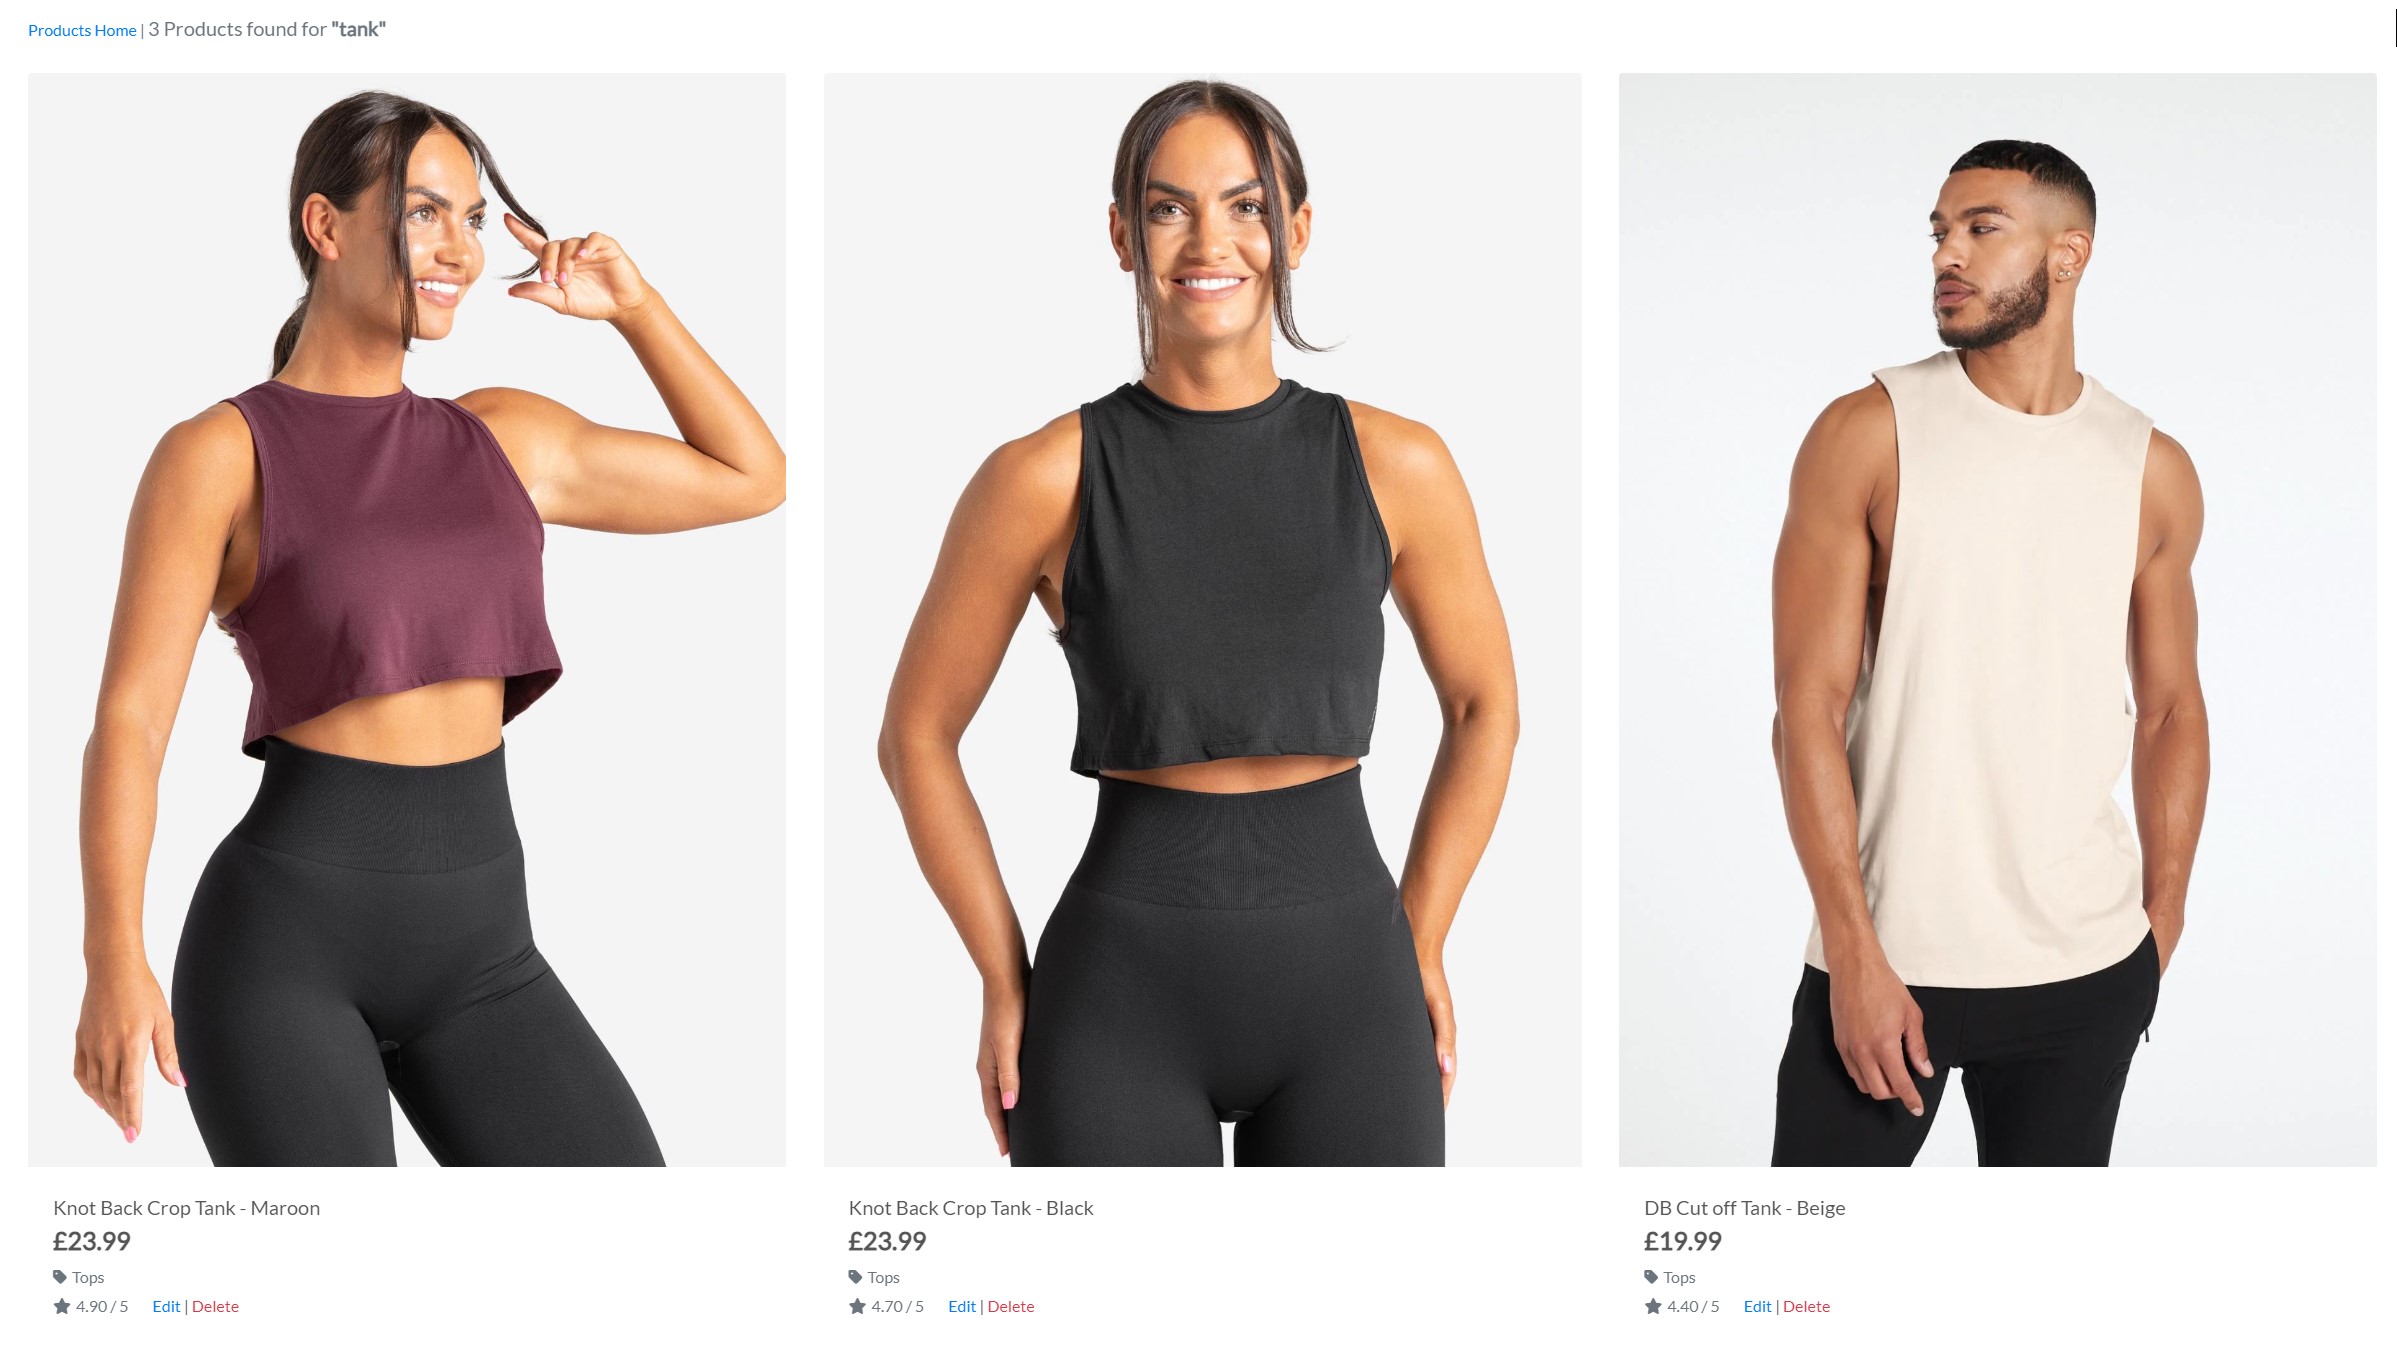 Products Home | 3 Products found for "tank"
Knot Back Crop Tank - Maroon
£23.99
Tops
4.90 / 5 Edit | Delete
Knot Back Crop Tank - Black
£23.99
Tops
4.70 / 5 Edit | Delete
DB Cut off Tank - Beige
£19.99
Tops
4.40 / 5 Edit | Delete